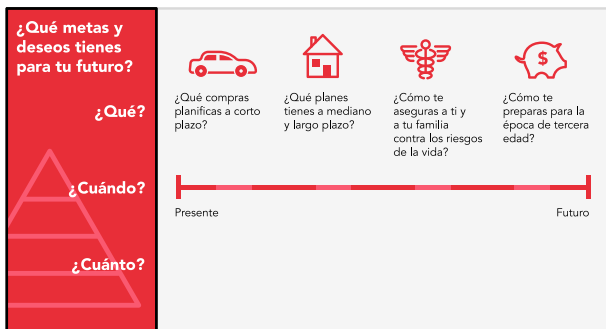 ¿Qué metas y
deseos tienes
para tu futuro?
¿Qué?
¿Cuándo?
¿Cuánto?
$
¿Qué compras
planificas a corto
plazo?
¿Qué planes
tienes a mediano
y largo plazo?
¿Cómo te
aseguras a ti y
a tu familia
contra los riesgos
de la vida?
¿Cómo te
preparas para la
época de tercera
edad?
Presente
Futuro